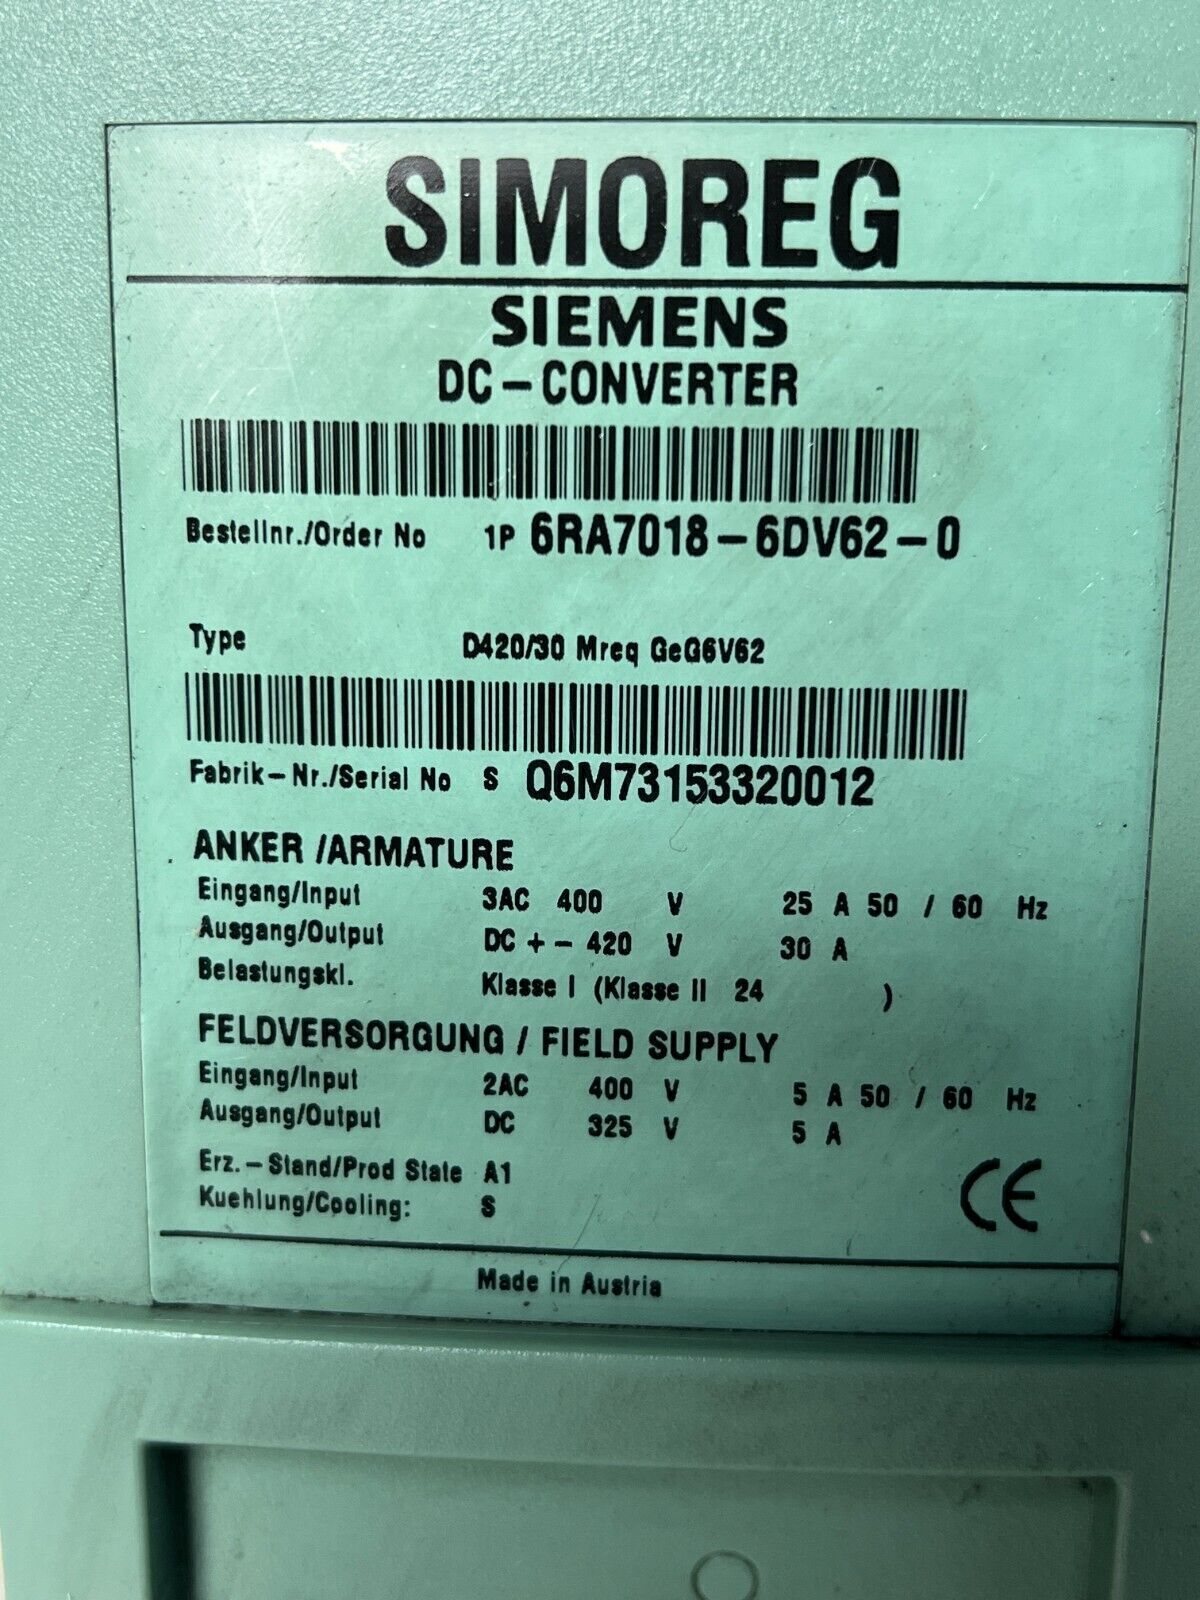 SIMOREG
SIEMENS
DC-CONVERTER
Bestellnr./Order No 1P 6RA7018-6DV62-0
Type D420/30 Mreq GeG6V62
Fabrik-Nr./Serial No S Q6M73153320012
ANKER /ARMATURE
Eingang/Input 3AC 400 V 25 A 50 / 60 Hz
Ausgang/Output DC + - 420 V 30 A
Belastungskl. Klasse I (Klasse II 24 )
FELDVERSORGUNG / FIELD SUPPLY
Eingang/Input 2AC 400 V 5 A 50 / 60 Hz
Ausgang/Output DC 325 V 5 A
Erz.-Stand/Prod State A1
Kuehlung/Cooling: S
CE
Made in Austria